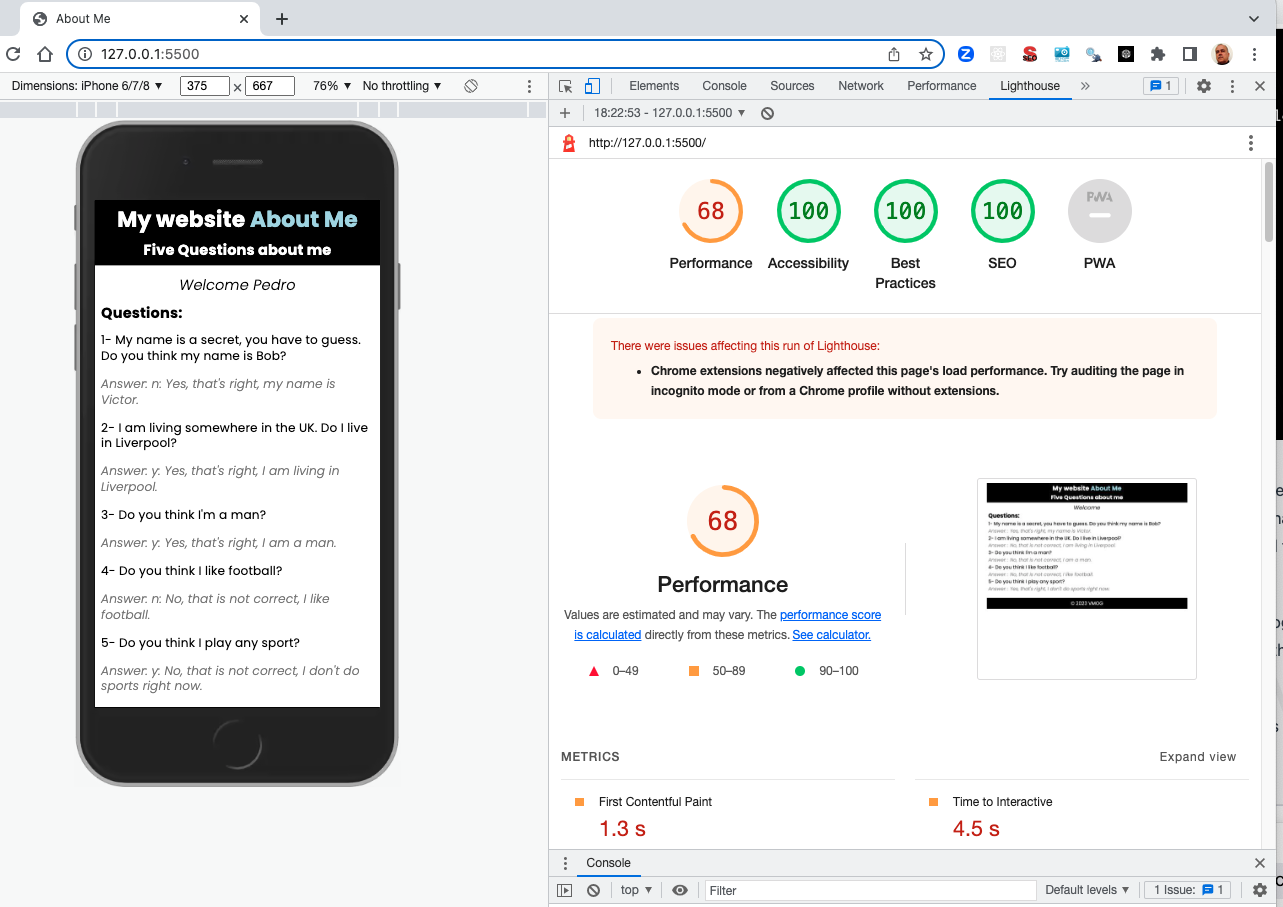 About Me
127.0.0.1:5500
Dimensions: iPhone 6/7/8 ▼ 375 × 667 76% ▼ No throttling ▼
Elements Console Sources Network Performance Lighthouse » 1
18:22:53 - 127.0.0.1:5500 ▼
http://127.0.0.1:5500/
68 100 100 100 PWA
Performance Accessibility Best Practices SEO PWA
There were issues affecting this run of Lighthouse:
• Chrome extensions negatively affected this page's load performance. Try auditing the page in
incognito mode or from a Chrome profile without extensions.
68
Performance
Values are estimated and may vary. The performance score
is calculated directly from these metrics. See calculator.
0–49 50–89 90–100
My website About Me
Five Questions about me
Welcome
Questions:
1- My name is a secret, you have to guess. Do you think my name is Bob?
Answer : Yes, that's right, my name is Victor.
2- I am living somewhere in the UK. Do I live in Liverpool?
Answer : No, that is not correct, I am living in Liverpool.
3- Do you think I'm a man?
Answer : No, that is not correct, I am a man.
4- Do you think I like football?
Answer : No, that is not correct, I like football.
5- Do you think I play any sport?
Answer : Yes, that's right, I don't do sports right now.
© 2023 VMGG
METRICS Expand view
First Contentful Paint
1.3 s
Time to Interactive
4.5 s
Console
top ▼ Filter Default levels ▼ 1 Issue: 1
My website About Me
Five Questions about me
Welcome Pedro
Questions:
1- My name is a secret, you have to guess.
Do you think my name is Bob?
Answer: n: Yes, that's right, my name is
Victor.
2- I am living somewhere in the UK. Do I live
in Liverpool?
Answer: y: Yes, that's right, I am living in
Liverpool.
3- Do you think I'm a man?
Answer: y: Yes, that's right, I am a man.
4- Do you think I like football?
Answer: n: No, that is not correct, I like
football.
5- Do you think I play any sport?
Answer: y: No, that is not correct, I don't do
sports right now.